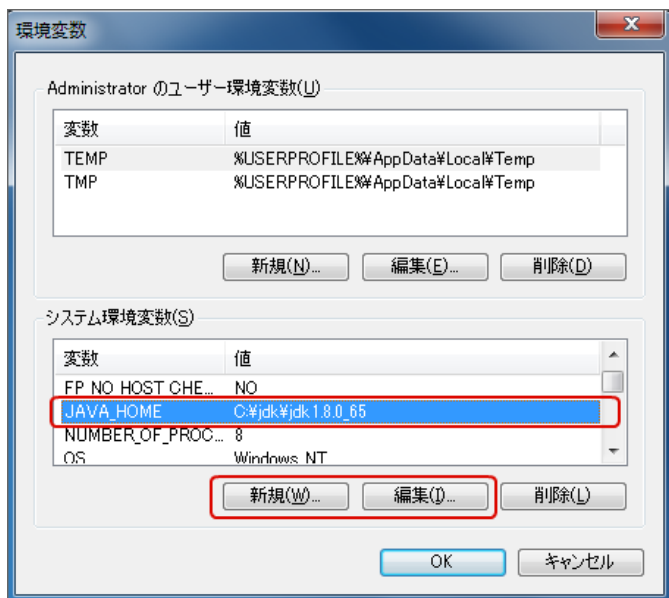 環境変数
Administrator のユーザー環境変数(U)
変数 値
TEMP %USERPROFILE%¥AppData¥Local¥Temp
TMP %USERPROFILE%¥AppData¥Local¥Temp
新規(N)... 編集(E)... 削除(D)
システム環境変数(S)
変数 値
FP_NO_HOST_CHE... NO
JAVA_HOME C:¥jdk¥jdk1.8.0_65
NUMBER_OF_PROC... 8
OS Windows_NT
新規(W)... 編集(I)... 削除(L)
OK キャンセル